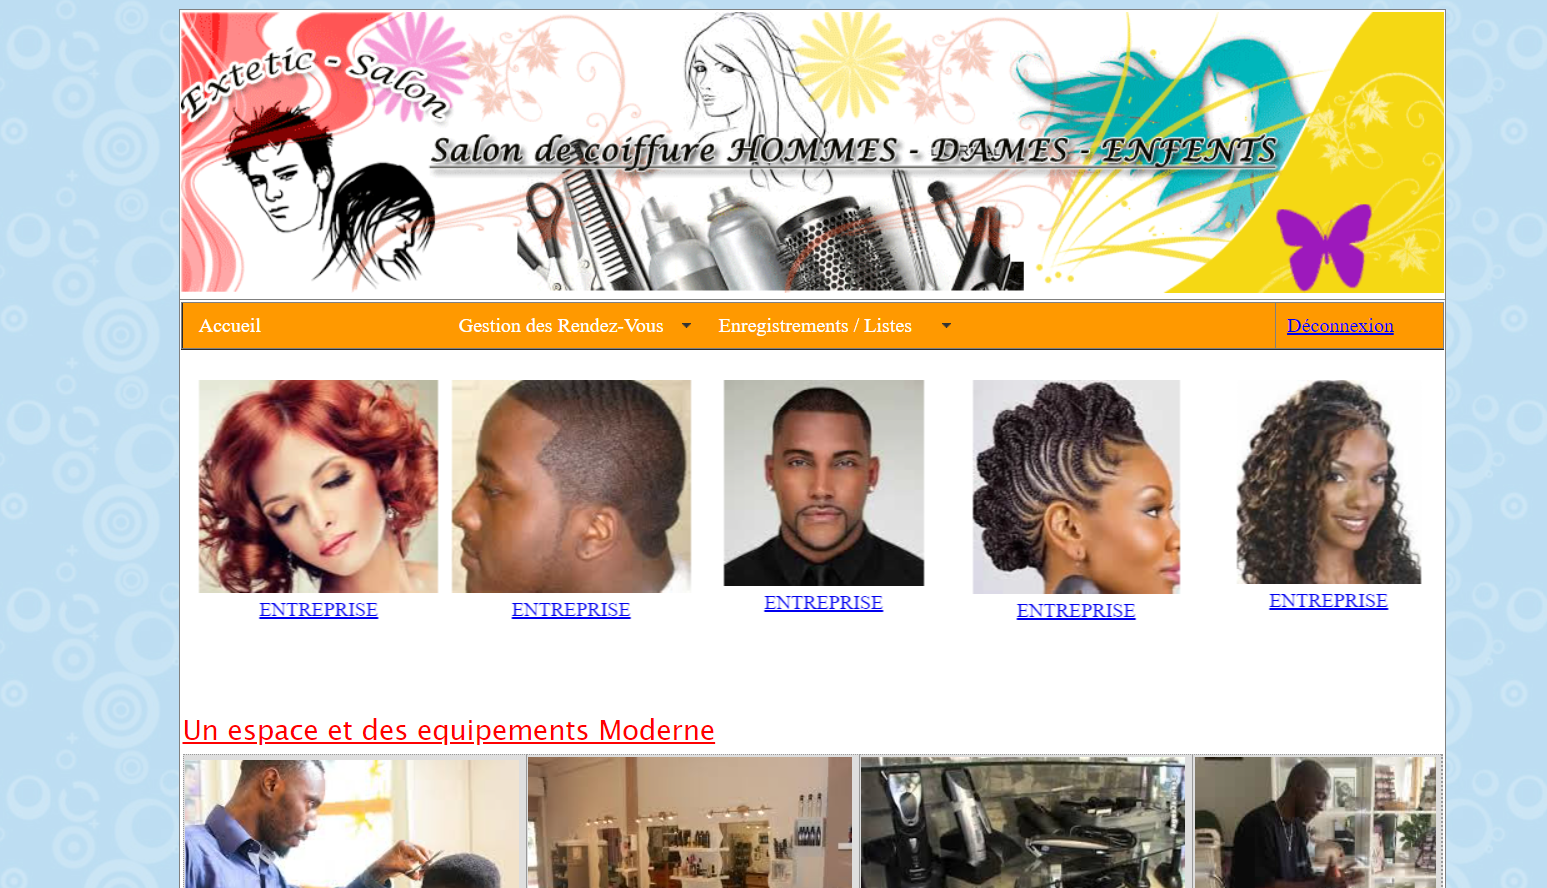 Extetic - Salon
Salon de coiffure HOMMES - DAMES - ENFENTS
Accueil
Gestion des Rendez-Vous
Enregistrements / Listes
Déconnexion
ENTREPRISE
ENTREPRISE
ENTREPRISE
ENTREPRISE
ENTREPRISE
Un espace et des equipements Moderne